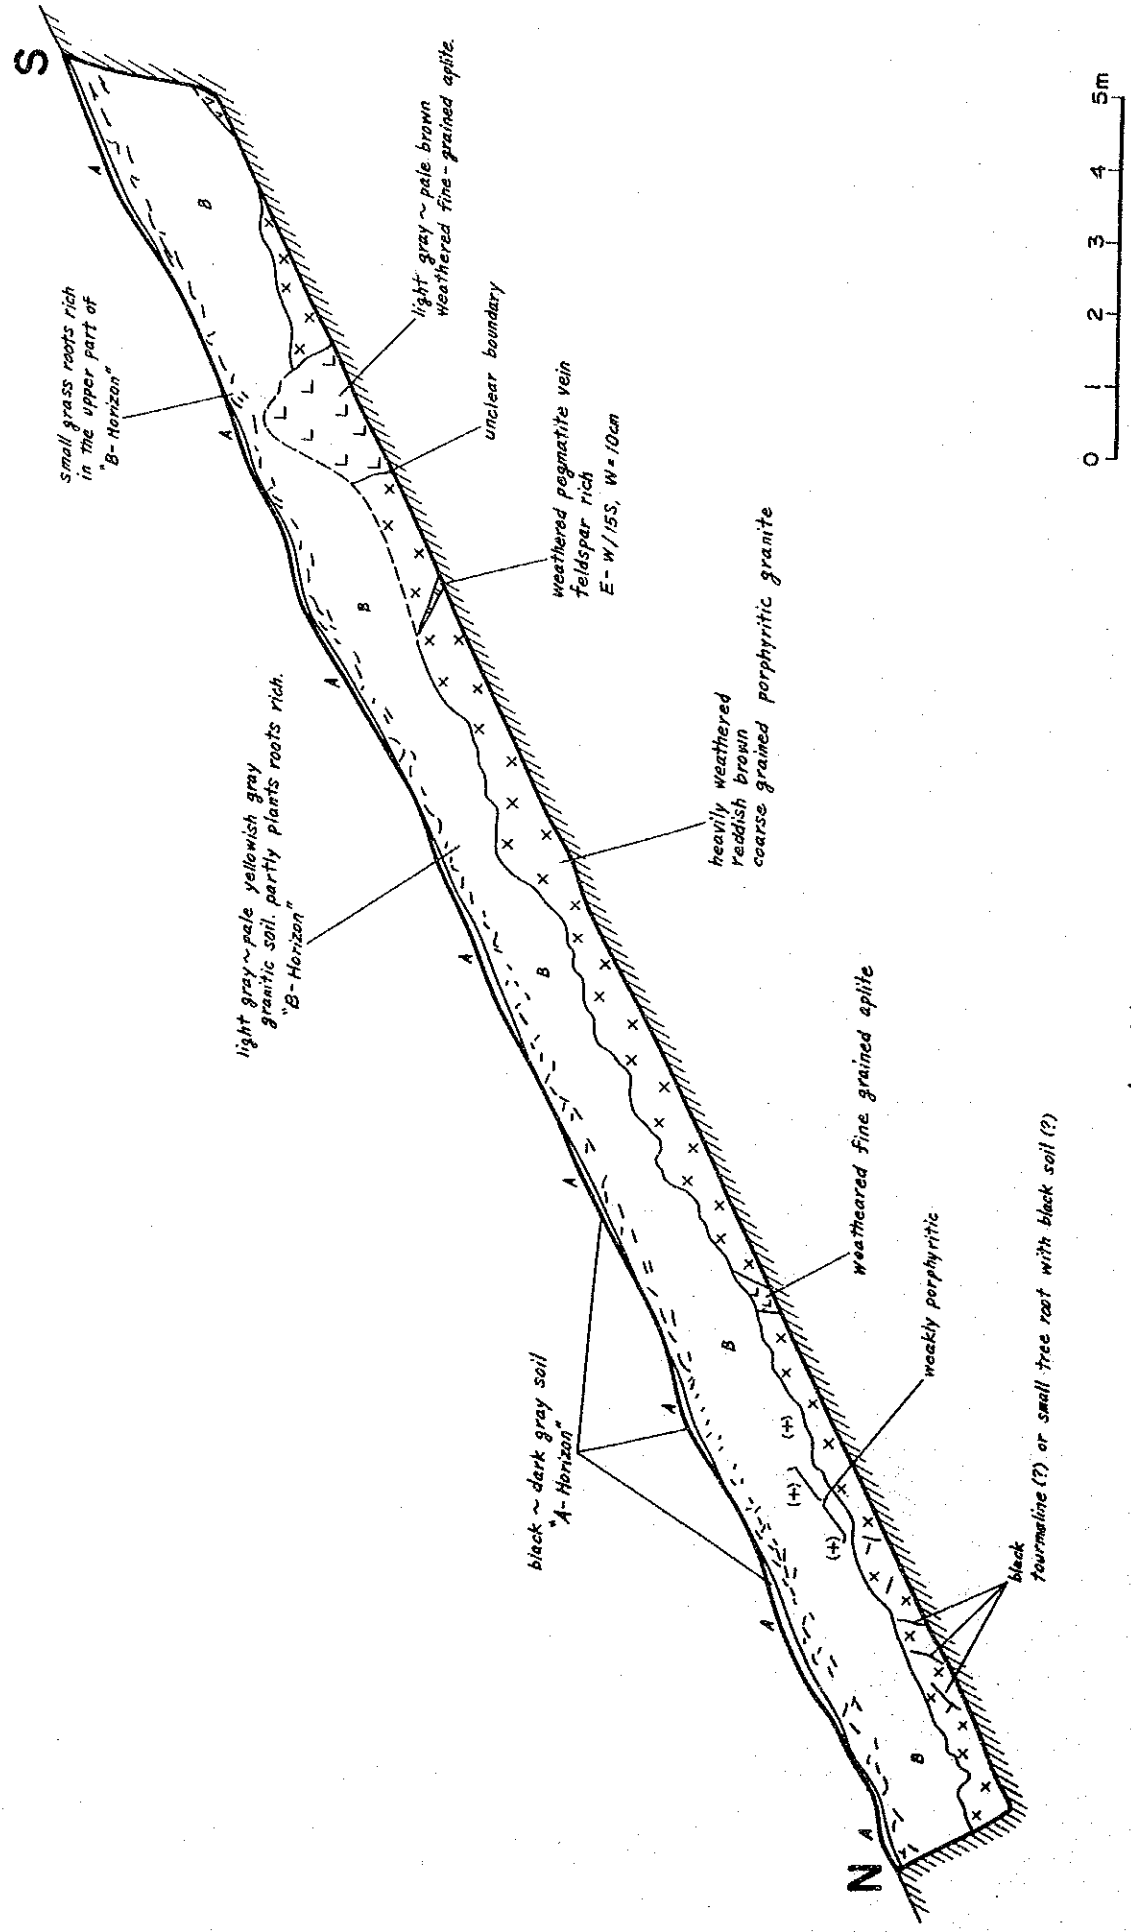 S
N
small grass roots rich
in the upper part of
"B-Horizon"
light gray ~ pale brown
weathered fine-grained aplite.
unclear boundary
weathered pegmatite vein
feldspar rich
E-W/15S, W=10cm
light gray ~ pale yellowish gray
granitic soil. partly plants roots rich.
"B-Horizon"
heavily weathered
reddish brown
coarse grained porphyritic granite
weatheared fine grained aplite
black ~ dark gray soil
"A-Horizon"
weakly porphyritic
black
tourmaline (?) or small tree root with black soil (?)
A
A
A
A
A
A
A
A
B
B
B
B
B
(+)
(+)
(+)
0 1 2 3 4 5m